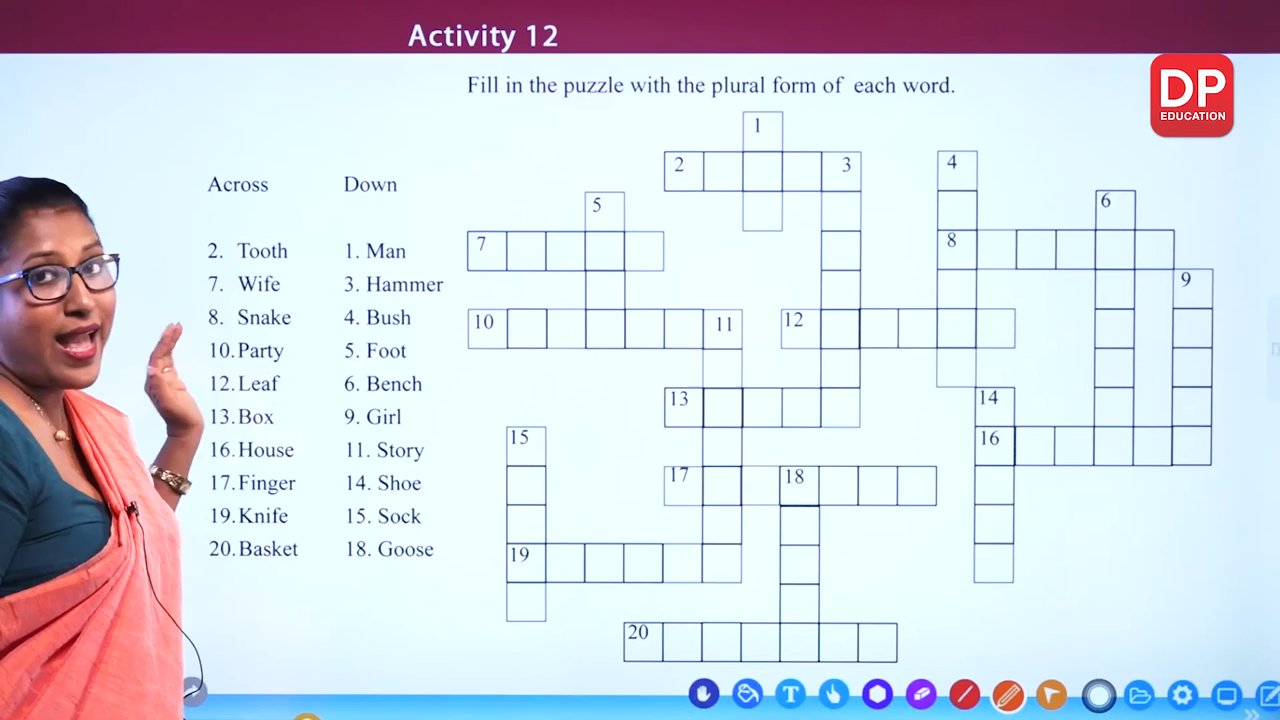 Activity 12
DP
EDUCATION
Fill in the puzzle with the plural form of each word.
Across Down
2. Tooth 1. Man
7. Wife 3. Hammer
8. Snake 4. Bush
10. Party 5. Foot
12. Leaf 6. Bench
13. Box 9. Girl
16. House 11. Story
17. Finger 14. Shoe
19. Knife 15. Sock
20. Basket 18. Goose
1
2 3 4
5 6
7 8
9
10 11 12
13 14
15 16
17 18
19
20
T